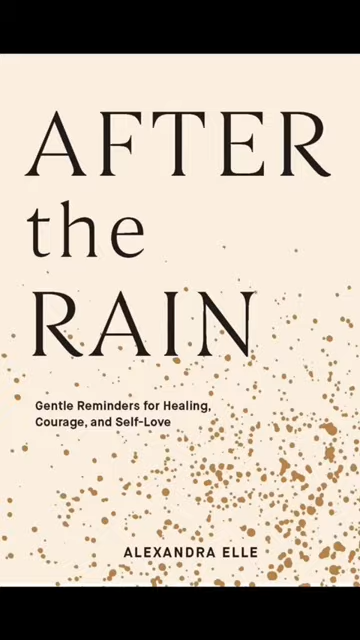 AFTER
the
RAIN
Gentle Reminders for Healing,
Courage, and Self-Love
ALEXANDRA ELLE